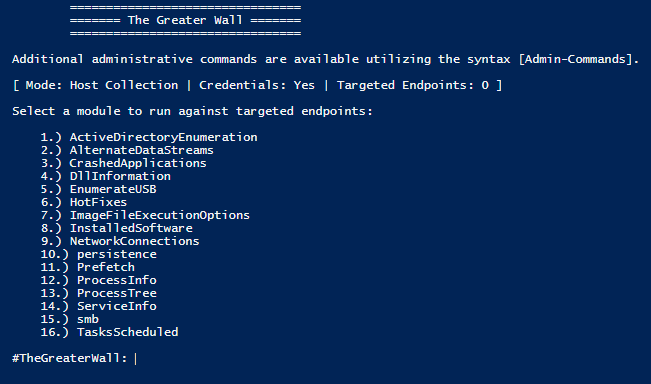 ================================
======= The Greater Wall =======
================================
Additional administrative commands are available utilizing the syntax [Admin-Commands].
[ Mode: Host Collection | Credentials: Yes | Targeted Endpoints: 0 ]
Select a module to run against targeted endpoints:
1.) ActiveDirectoryEnumeration
2.) AlternateDataStreams
3.) CrashedApplications
4.) DllInformation
5.) EnumerateUSB
6.) HotFixes
7.) ImageFileExecutionOptions
8.) InstalledSoftware
9.) NetworkConnections
10.) persistence
11.) Prefetch
12.) ProcessInfo
13.) ProcessTree
14.) ServiceInfo
15.) smb
16.) TasksScheduled
#TheGreaterWall: